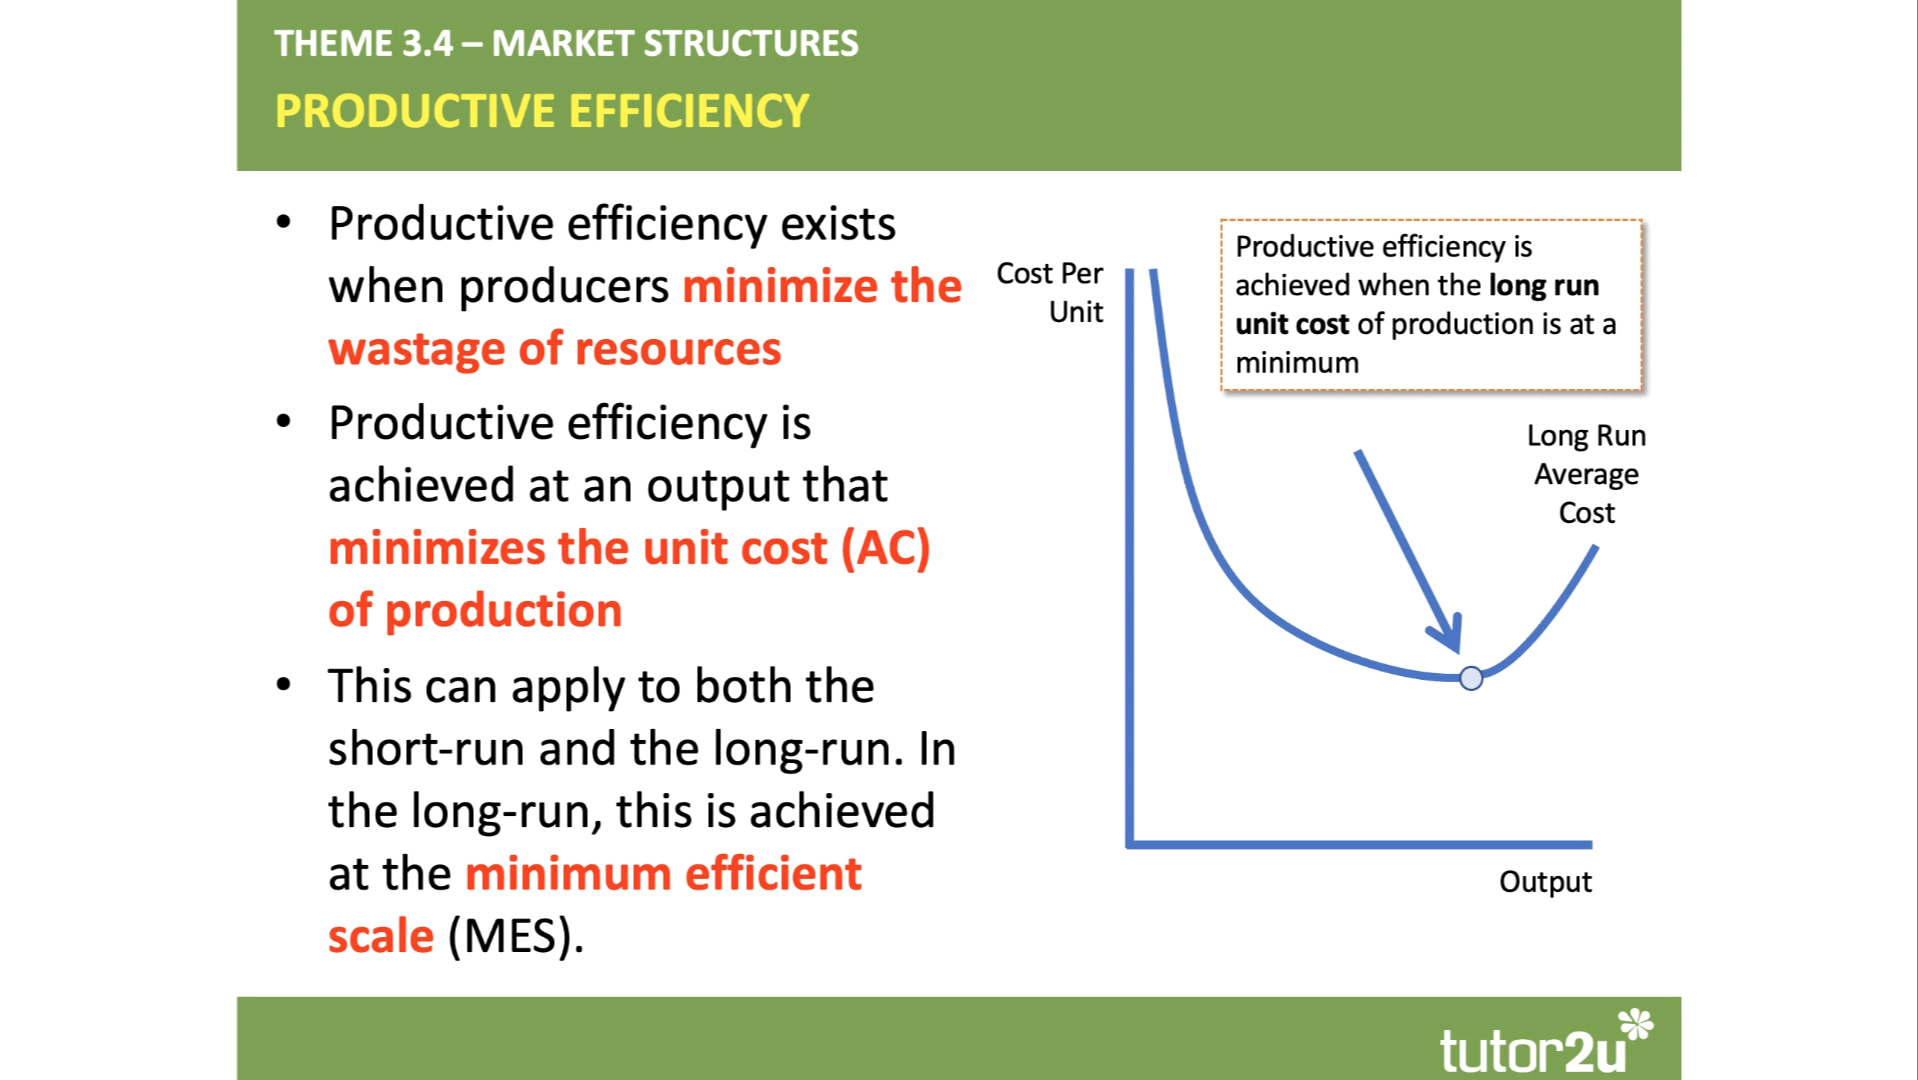 THEME 3.4 – MARKET STRUCTURES
PRODUCTIVE EFFICIENCY
• Productive efficiency exists
when producers minimize the
wastage of resources
• Productive efficiency is
achieved at an output that
minimizes the unit cost (AC)
of production
• This can apply to both the
short-run and the long-run. In
the long-run, this is achieved
at the minimum efficient
scale (MES).
Cost Per
Unit
Productive efficiency is
achieved when the long run
unit cost of production is at a
minimum
Long Run
Average
Cost
Output
tutor2u